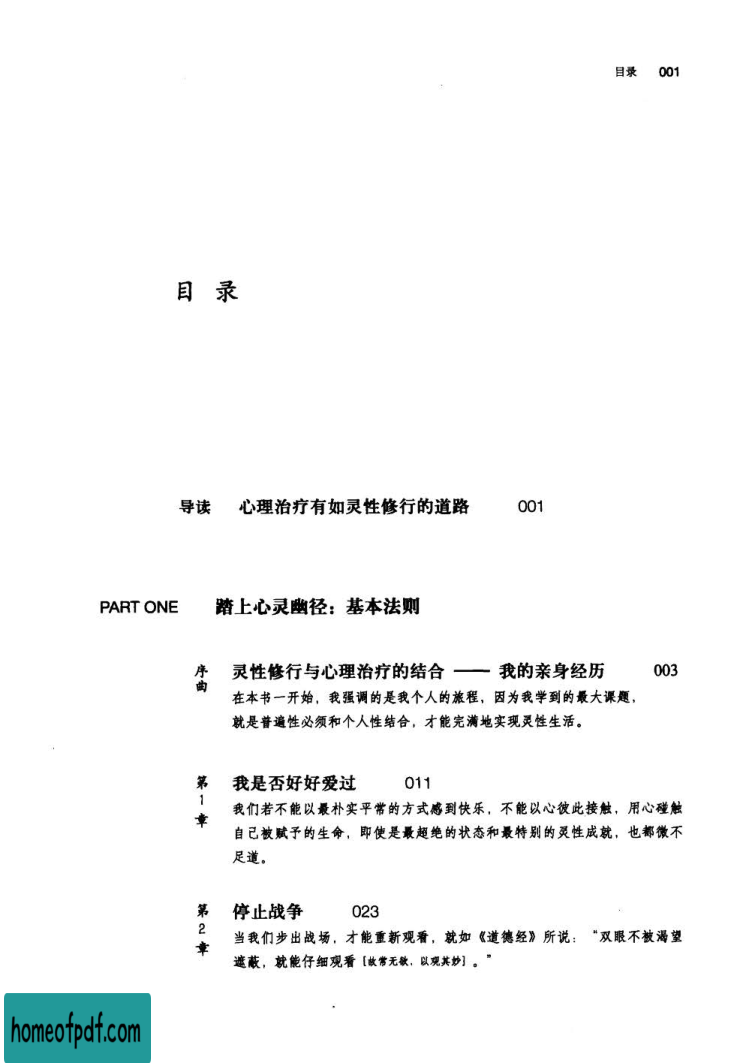 目录 001
目 录
导读 心理治疗有如灵性修行的道路 001
PART ONE 踏上心灵幽径：基本法则
序曲 灵性修行与心理治疗的结合 —— 我的亲身经历 003
在本书一开始，我强调的是我个人的旅程，因为我学到的最大课题，
就是普遍性必须和个人性结合，才能完满地实现灵性生活。
第1章 我是否好好爱过 011
我们若不能以最朴实平常的方式感到快乐，不能以心彼此接触，用心碰触
自己被赋予的生命，即使是最超绝的状态和最特别的灵性成就，也都微不
足道。
第2章 停止战争 023
当我们步出战场，才能重新观看，就如《道德经》所说：“双眼不被渴望
遮蔽，就能仔细观看［故常无欲，以观其妙］。”
homeofpdf.com